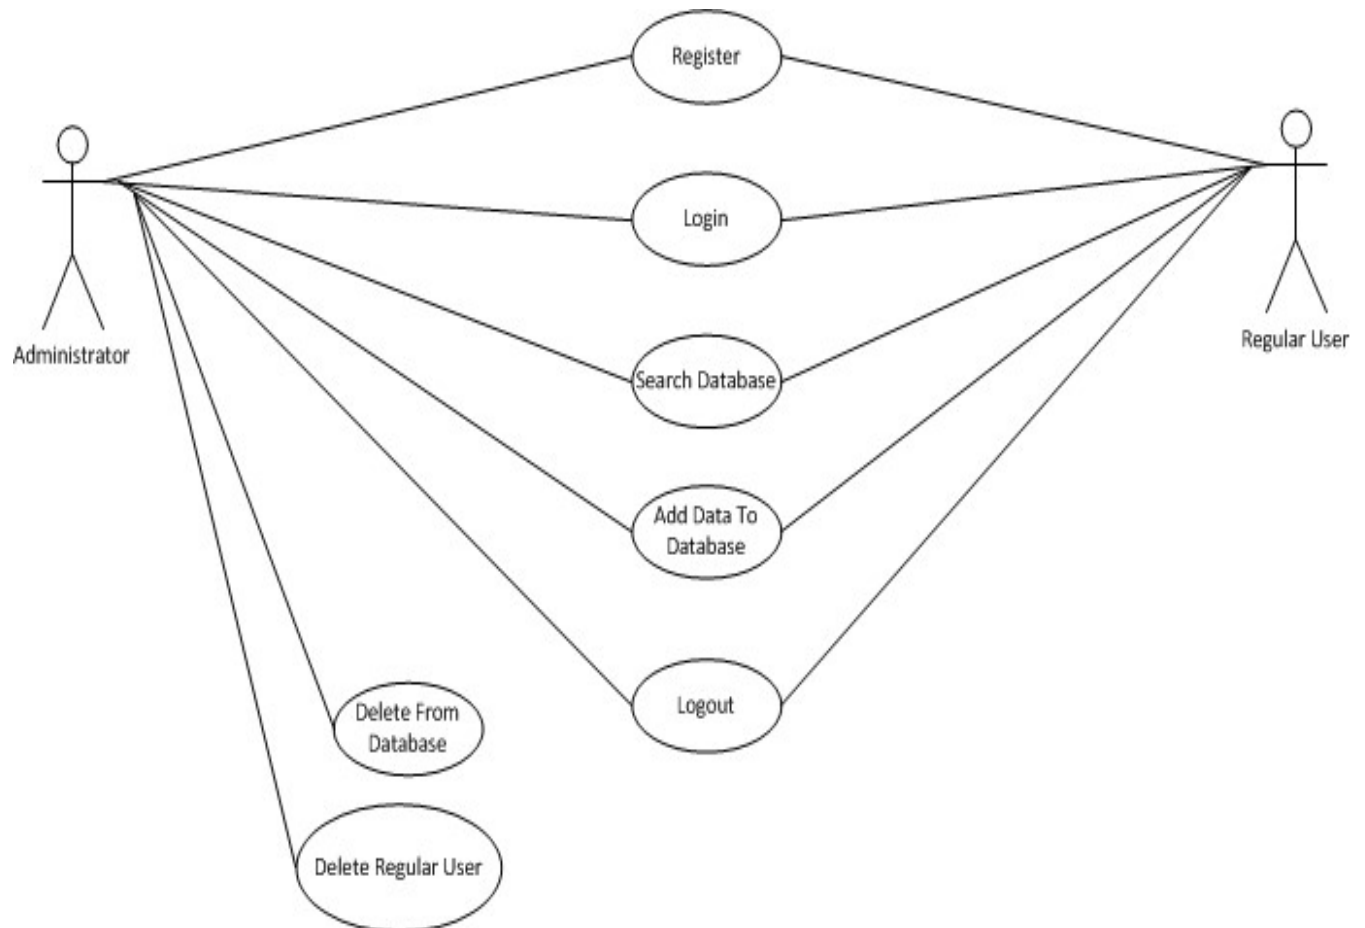 Register
Login
Administrator
Regular User
Search Database
Add Data To
Database
Logout
Delete From
Database
Delete Regular User